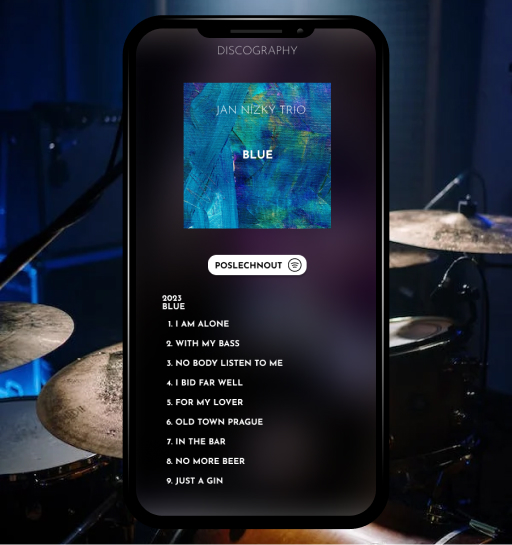 DISCOGRAPHY
JAN NÍZKÝ TRIO
BLUE
POSLECHNOUT
2023
BLUE
1. I AM ALONE
2. WITH MY BASS
3. NO BODY LISTEN TO ME
4. I BID FAR WELL
5. FOR MY LOVER
6. OLD TOWN PRAGUE
7. IN THE BAR
8. NO MORE BEER
9. JUST A GIN